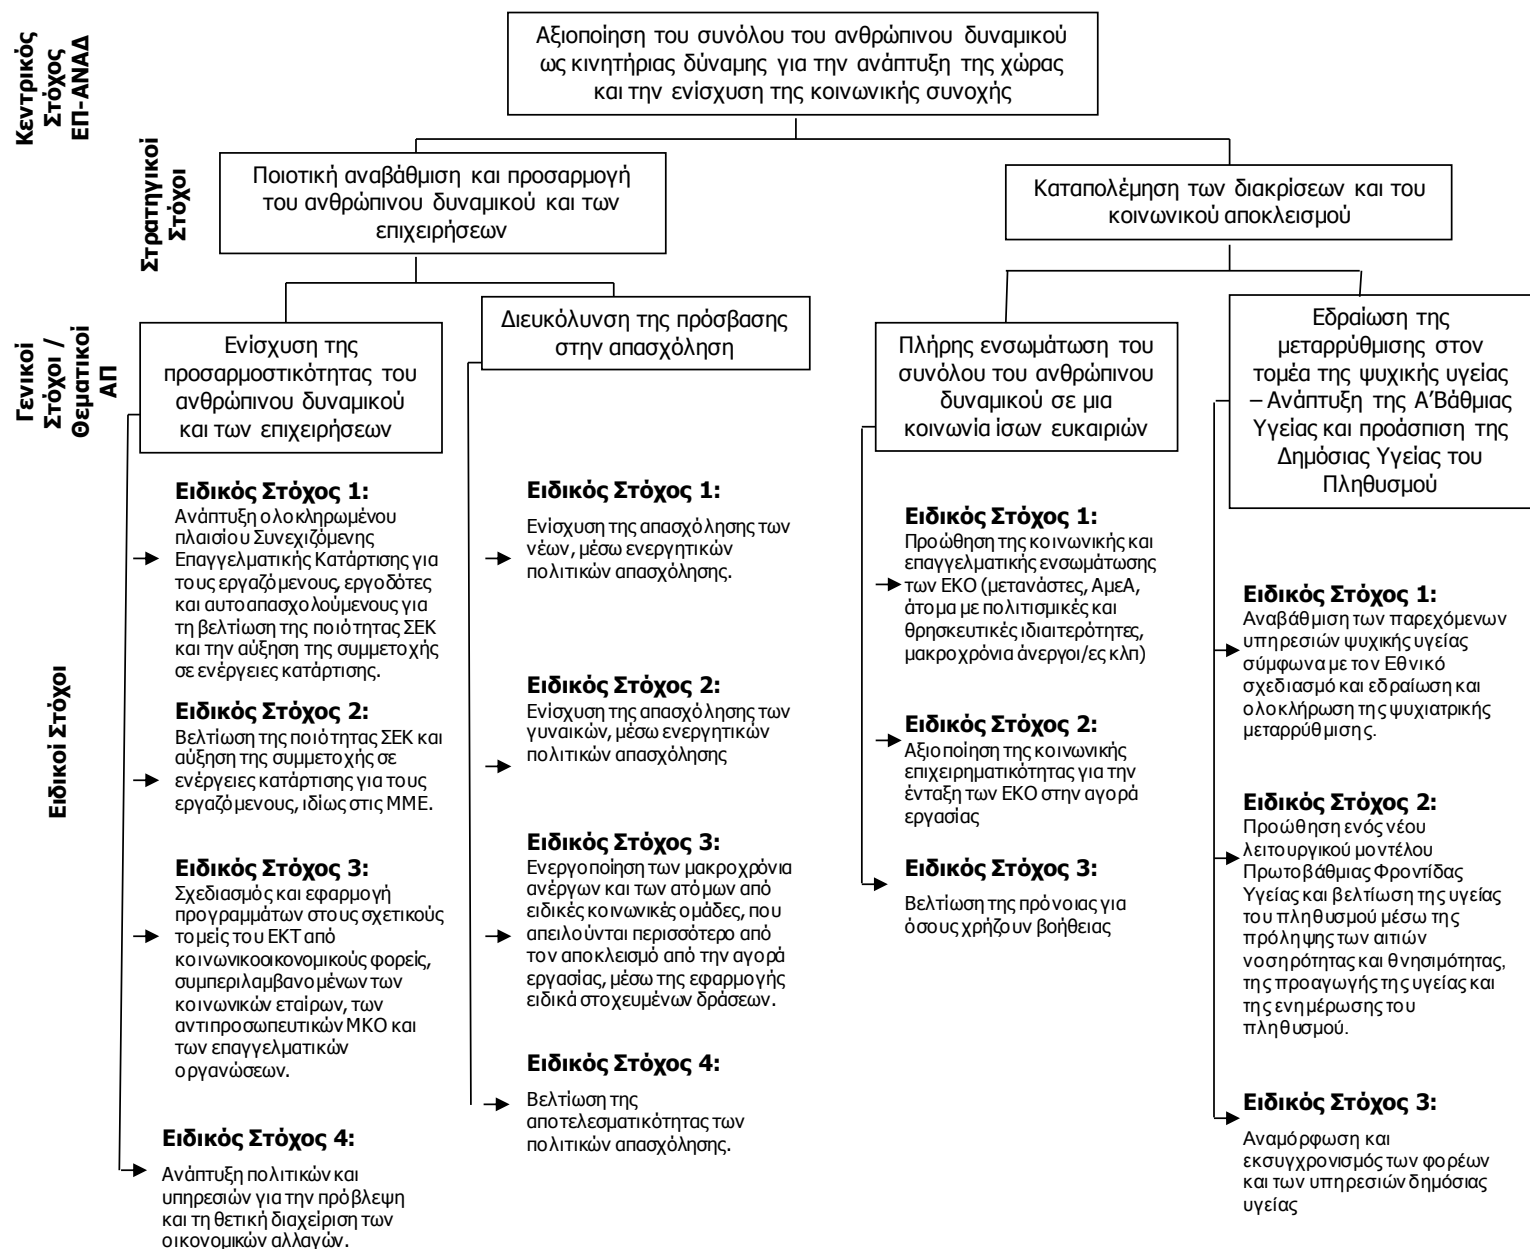 Κεντρικός
Στόχος
ΕΠ-ΑΝΑΔ
Αξιοποίηση του συνόλου του ανθρώπινου δυναμικού
ως κινητήριας δύναμης για την ανάπτυξη της χώρας
και την ενίσχυση της κοινωνικής συνοχής
Στρατηγικοί
Στόχοι
Ποιοτική αναβάθμιση και προσαρμογή
του ανθρώπινου δυναμικού και των
επιχειρήσεων
Καταπολέμηση των διακρίσεων και του
κοινωνικού αποκλεισμού
Γενικοί
Στόχοι /
Θεματικοί
ΑΠ
Ενίσχυση της
προσαρμοστικότητας του
ανθρώπινου δυναμικού
και των επιχειρήσεων
Διευκόλυνση της πρόσβασης
στην απασχόληση
Πλήρης ενσωμάτωση του
συνόλου του ανθρώπινου
δυναμικού σε μια
κοινωνία ίσων ευκαιριών
Εδραίωση της
μεταρρύθμισης στον
τομέα της ψυχικής υγείας
– Ανάπτυξη της Α’Βάθμιας
Υγείας και προάσπιση της
Δημόσιας Υγείας του
Πληθυσμού
Ειδικοί Στόχοι
Ειδικός Στόχος 1:
Ανάπτυξη ολοκληρωμένου
πλαισίου Συνεχιζόμενης
Επαγγελματικής Κατάρτισης για
τους εργαζόμενους, εργοδότες
και αυτοαπασχολούμενους για
τη βελτίωση της ποιότητας ΣΕΚ
και την αύξηση της συμμετοχής
σε ενέργειες κατάρτισης.
Ειδικός Στόχος 2:
Βελτίωση της ποιότητας ΣΕΚ και
αύξηση της συμμετοχής σε
ενέργειες κατάρτισης για τους
εργαζόμενους, ιδίως στις ΜΜΕ.
Ειδικός Στόχος 3:
Σχεδιασμός και εφαρμογή
προγραμμάτων στους σχετικούς
τομείς του ΕΚΤ από
κοινωνικοοικονομικούς φορείς,
συμπεριλαμβανομένων των
κοινωνικών εταίρων, των
αντιπροσωπευτικών ΜΚΟ και
των επαγγελματικών
οργανώσεων.
Ειδικός Στόχος 4:
Ανάπτυξη πολιτικών και
υπηρεσιών για την πρόβλεψη
και τη θετική διαχείριση των
οικονομικών αλλαγών.
Ειδικός Στόχος 1:
Ενίσχυση της απασχόλησης των
νέων, μέσω ενεργητικών
πολιτικών απασχόλησης.
Ειδικός Στόχος 2:
Ενίσχυση της απασχόλησης των
γυναικών, μέσω ενεργητικών
πολιτικών απασχόλησης
Ειδικός Στόχος 3:
Ενεργοποίηση των μακροχρόνια
ανέργων και των ατόμων από
ειδικές κοινωνικές ομάδες, που
απειλούνται περισσότερο από
τον αποκλεισμό από την αγορά
εργασίας, μέσω της εφαρμογής
ειδικά στοχευμένων δράσεων.
Ειδικός Στόχος 4:
Βελτίωση της
αποτελεσματικότητας των
πολιτικών απασχόλησης.
Ειδικός Στόχος 1:
Προώθηση της κοινωνικής και
επαγγελματικής ενσωμάτωσης
των ΕΚΟ (μετανάστες, ΑμεΑ,
άτομα με πολιτισμικές και
θρησκευτικές ιδιαιτερότητες,
μακροχρόνια άνεργοι/ες κλπ)
Ειδικός Στόχος 2:
Αξιοποίηση της κοινωνικής
επιχειρηματικότητας για την
ένταξη των ΕΚΟ στην αγορά
εργασίας
Ειδικός Στόχος 3:
Βελτίωση της πρόνοιας για
όσους χρήζουν βοήθειας
Ειδικός Στόχος 1:
Αναβάθμιση των παρεχόμενων
υπηρεσιών ψυχικής υγείας
σύμφωνα με τον Εθνικό
σχεδιασμό και εδραίωση και
ολοκλήρωση της ψυχιατρικής
μεταρρύθμισης.
Ειδικός Στόχος 2:
Προώθηση ενός νέου
λειτουργικού μοντέλου
Πρωτοβάθμιας Φροντίδας
Υγείας και βελτίωση της υγείας
του πληθυσμού μέσω της
πρόληψης των αιτιών
νοσηρότητας και θνησιμότητας,
της προαγωγής της υγείας και
της ενημέρωσης του
πληθυσμού.
Ειδικός Στόχος 3:
Αναμόρφωση και
εκσυγχρονισμός των φορέων
και των υπηρεσιών δημόσιας
υγείας